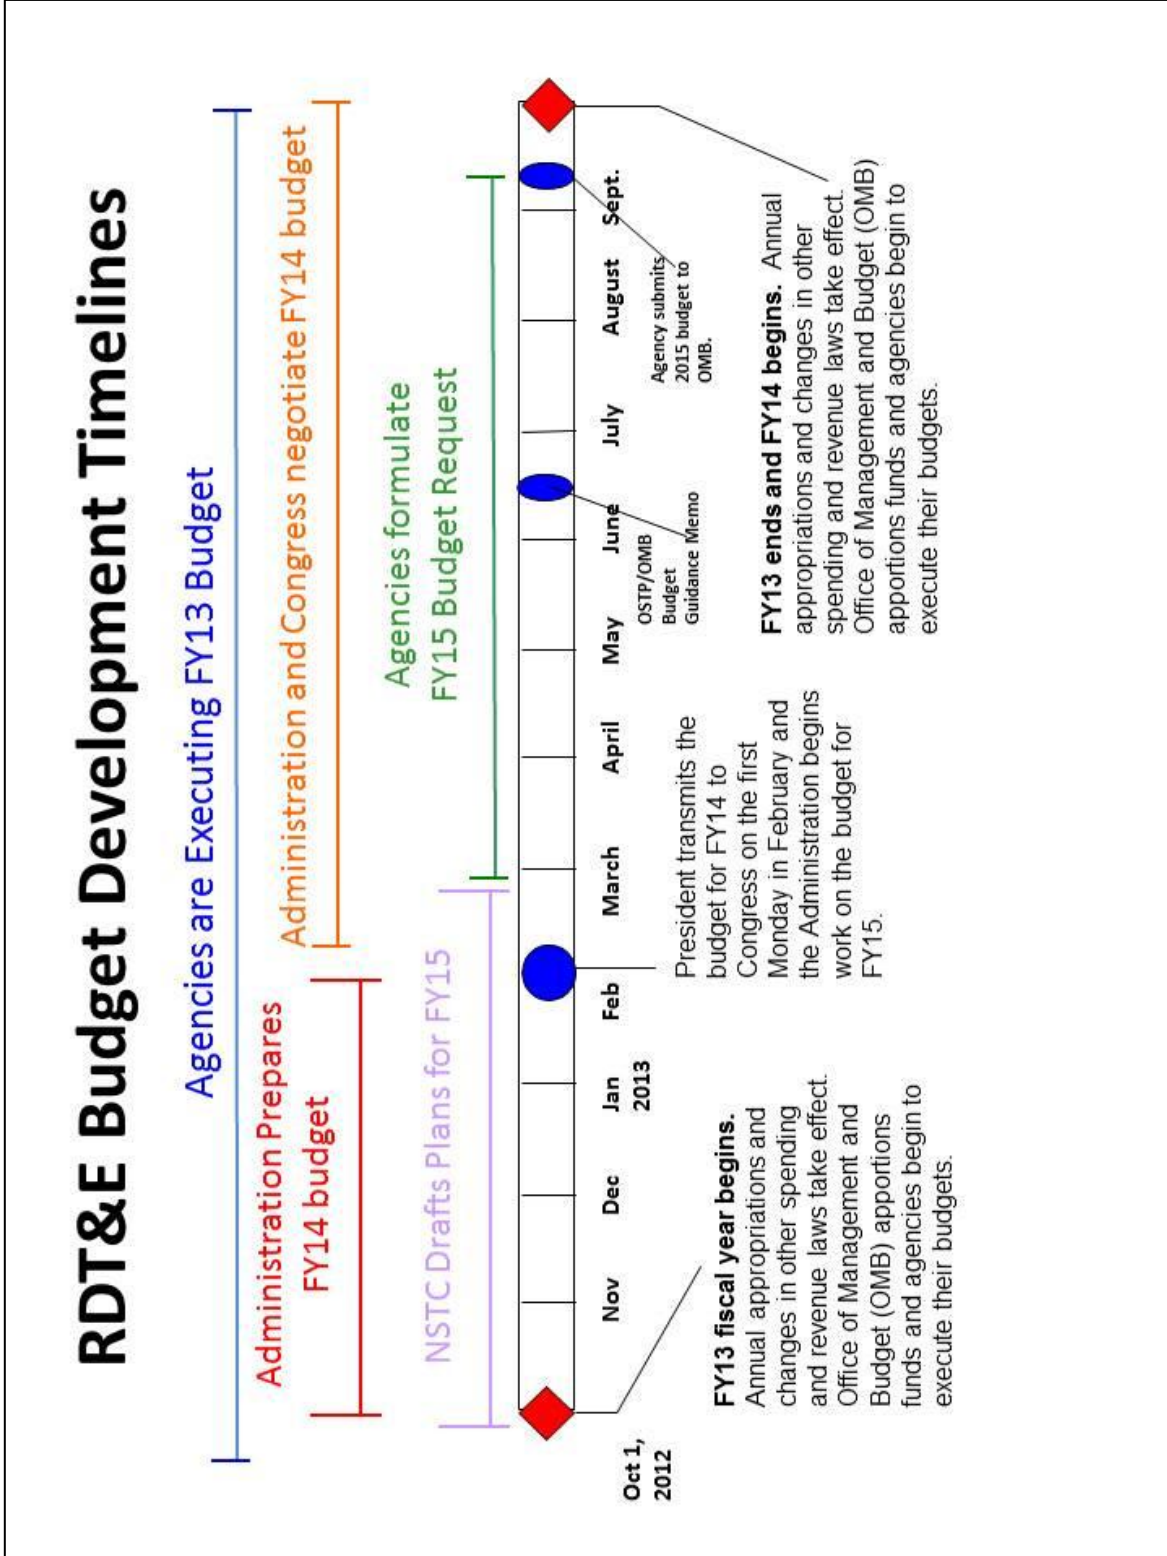 RDT&E Budget Development Timelines
Agencies are Executing FY13 Budget
Administration Prepares
FY14 budget
Administration and Congress negotiate FY14 budget
NSTC Drafts Plans for FY15
Agencies formulate
FY15 Budget Request
Oct 1,
2012
Nov
Dec
Jan
2013
Feb
March
April
May
June
July
August
Sept.
FY13 fiscal year begins.
Annual appropriations and
changes in other spending
and revenue laws take effect.
Office of Management and
Budget (OMB) apportions
funds and agencies begin to
execute their budgets.
President transmits the
budget for FY14 to
Congress on the first
Monday in February and
the Administration begins
work on the budget for
FY15.
OSTP/OMB
Budget
Guidance Memo
Agency submits
2015 budget to
OMB.
FY13 ends and FY14 begins. Annual
appropriations and changes in other
spending and revenue laws take effect.
Office of Management and Budget (OMB)
apportions funds and agencies begin to
execute their budgets.